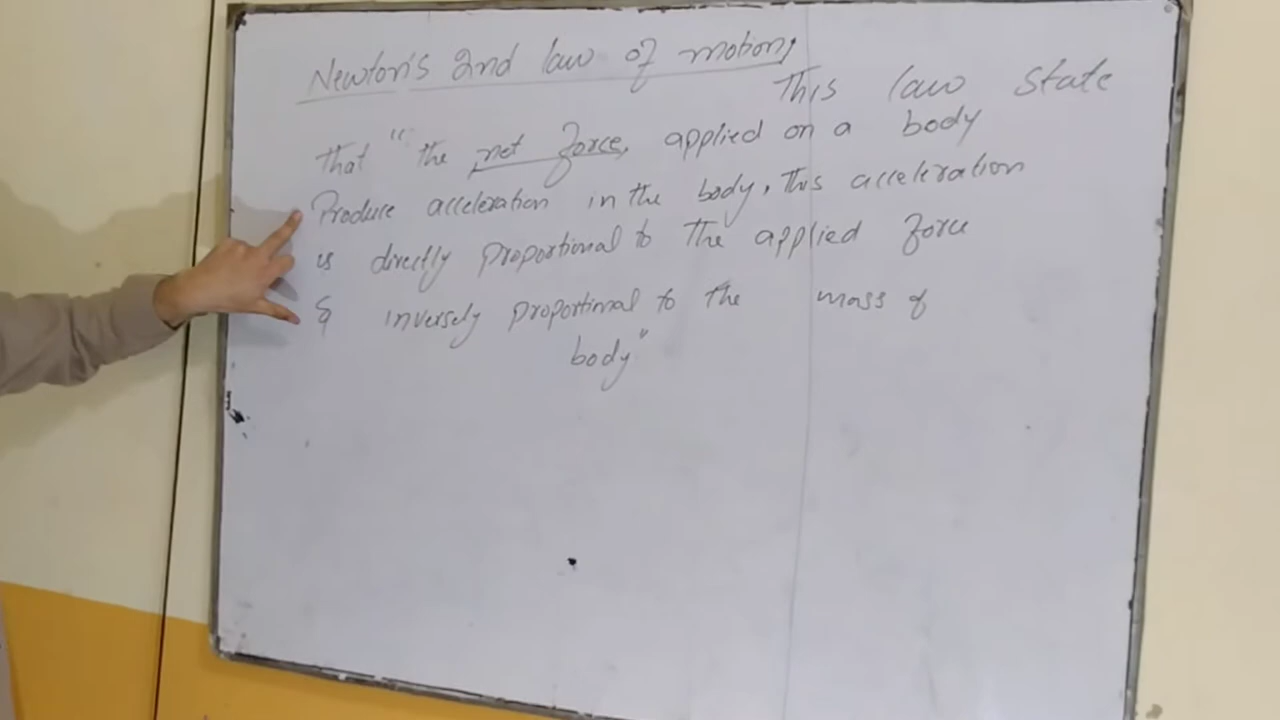 Newton's 2nd law of motion;
This law state
that "the net force, applied on a body
Produce acceleration in the body, this acceleration
is directly proportional to the applied force
& inversely proportional to the mass of
body"